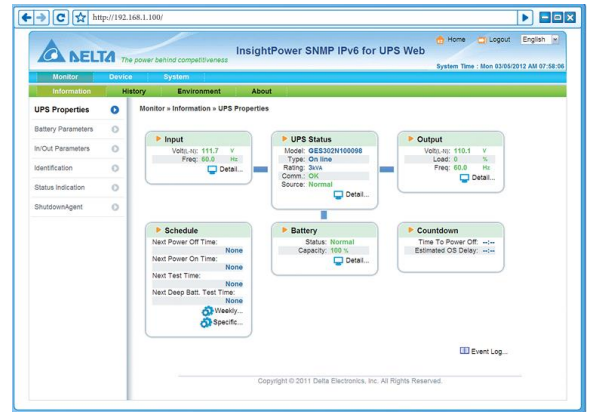 http://192.168.1.100/
Home Logout English
DELTA The power behind competitiveness
InsightPower SNMP IPv6 for UPS Web
System Time : Mon 03/05/2012 AM 07:58:06
Monitor Device System
Information History Environment About
UPS Properties
Battery Parameters
In/Out Parameters
Identification
Status Indication
ShutdownAgent
Monitor » Information » UPS Properties
Input
Volt(L-N): 111.7 V
Freq: 60.0 Hz
Detail...
UPS Status
Model: GES302N100098
Type: On line
Rating: 3kVA
Comm.: OK
Source: Normal
Detail...
Output
Volt(L-N): 110.1 V
Load: 0 %
Freq: 60.0 Hz
Detail...
Schedule
Next Power Off Time:
None
Next Power On Time:
None
Next Test Time:
None
Next Deep Batt. Test Time:
None
Weekly...
Specific...
Battery
Status: Normal
Capacity: 100 %
Detail...
Countdown
Time To Power Off: --:--
Estimated OS Delay: --:--
Event Log...
Copyright © 2011 Delta Electronics, Inc. All Rights Reserved.